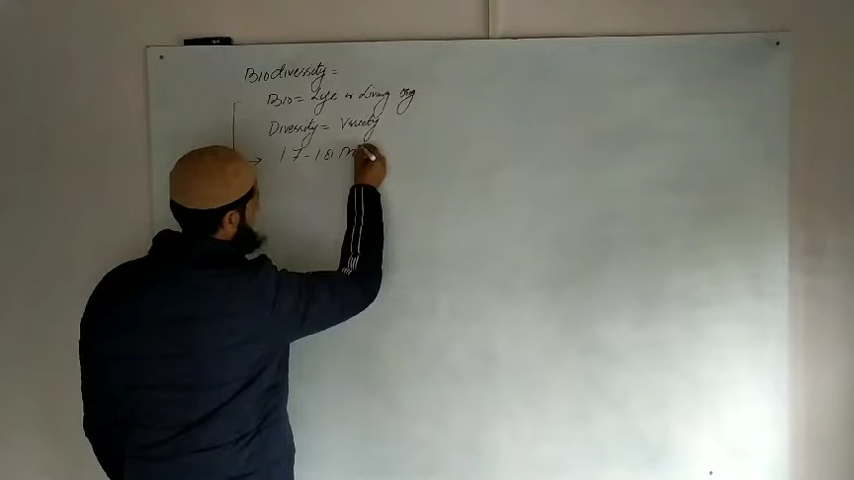 Biodiversity =
Bio = Life or Living Org
Diversity = Variety
→ 17-18 M